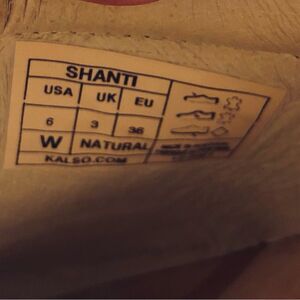 SHANTI
USA UK EU
6 3 36
W NATURAL
KALSO.COM